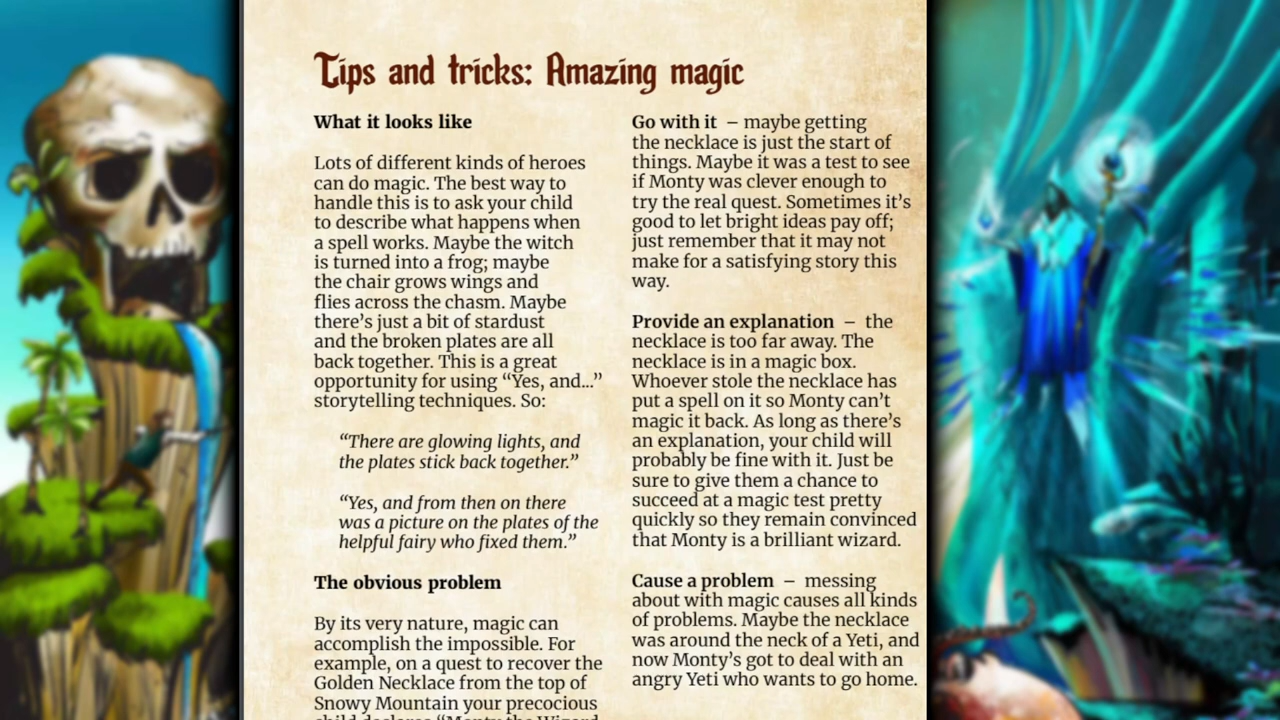 Tips and tricks: Amazing magic
What it looks like
Lots of different kinds of heroes
can do magic. The best way to
handle this is to ask your child
to describe what happens when
a spell works. Maybe the witch
is turned into a frog; maybe
the chair grows wings and
flies across the chasm. Maybe
there’s just a bit of stardust
and the broken plates are all
back together. This is a great
opportunity for using “Yes, and...”
storytelling techniques. So:
“There are glowing lights, and
the plates stick back together.”
“Yes, and from then on there
was a picture on the plates of the
helpful fairy who fixed them.”
The obvious problem
By its very nature, magic can
accomplish the impossible. For
example, on a quest to recover the
Golden Necklace from the top of
Snowy Mountain your precocious
child declares “Monty the Wizard
Go with it – maybe getting
the necklace is just the start of
things. Maybe it was a test to see
if Monty was clever enough to
try the real quest. Sometimes it’s
good to let bright ideas pay off;
just remember that it may not
make for a satisfying story this
way.
Provide an explanation – the
necklace is too far away. The
necklace is in a magic box.
Whoever stole the necklace has
put a spell on it so Monty can’t
magic it back. As long as there’s
an explanation, your child will
probably be fine with it. Just be
sure to give them a chance to
succeed at a magic test pretty
quickly so they remain convinced
that Monty is a brilliant wizard.
Cause a problem – messing
about with magic causes all kinds
of problems. Maybe the necklace
was around the neck of a Yeti, and
now Monty’s got to deal with an
angry Yeti who wants to go home.